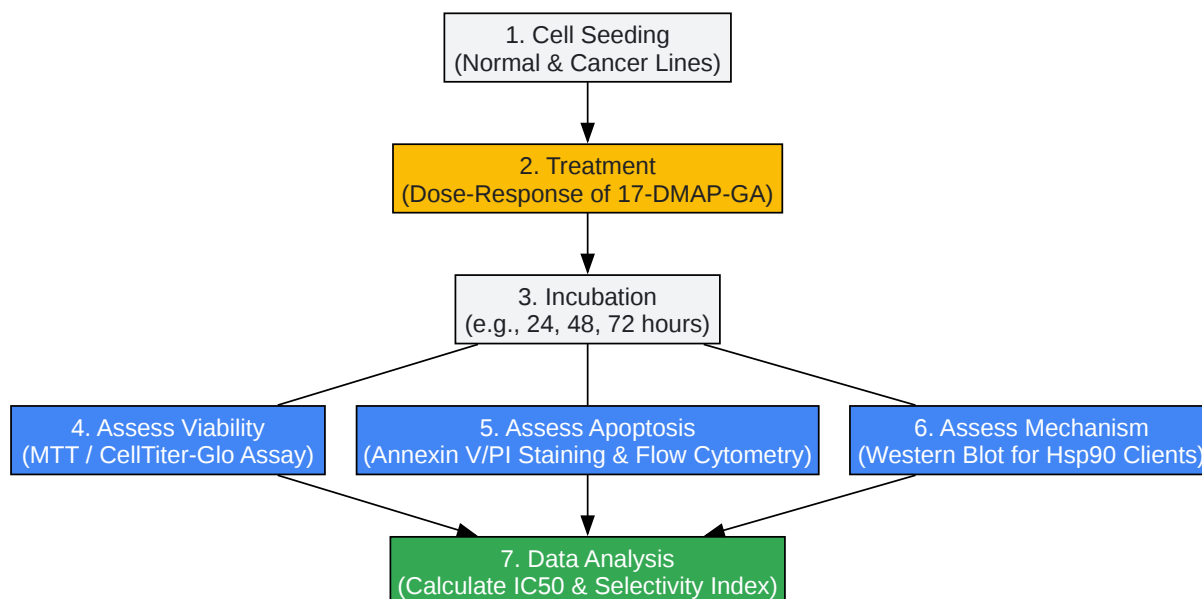 1. Cell Seeding
(Normal & Cancer Lines)
2. Treatment
(Dose-Response of 17-DMAP-GA)
3. Incubation
(e.g., 24, 48, 72 hours)
4. Assess Viability
(MTT / CellTiter-Glo Assay)
5. Assess Apoptosis
(Annexin V/PI Staining & Flow Cytometry)
6. Assess Mechanism
(Western Blot for Hsp90 Clients)
7. Data Analysis
(Calculate IC50 & Selectivity Index)